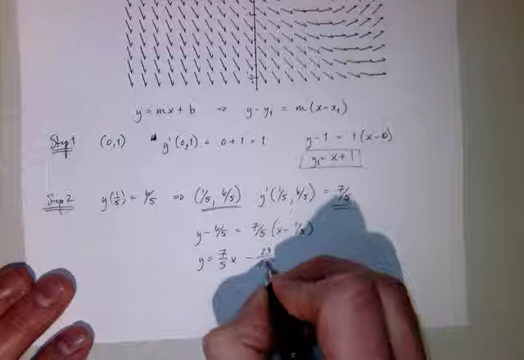 y = mx + b ⇒ y - y₁ = m(x - x₁)
Step 1 (0,1) y'(0,1) = 0+1 = 1 y - 1 = 1(x - 0)
y₁ = x + 1
Step 2 y(1/5) = 6/5 ⇒ (1/5, 6/5) y'(1/5, 6/5) = 7/5
y - 6/5 = 7/5 (x - 1/5)
y = 7/5 x - 23